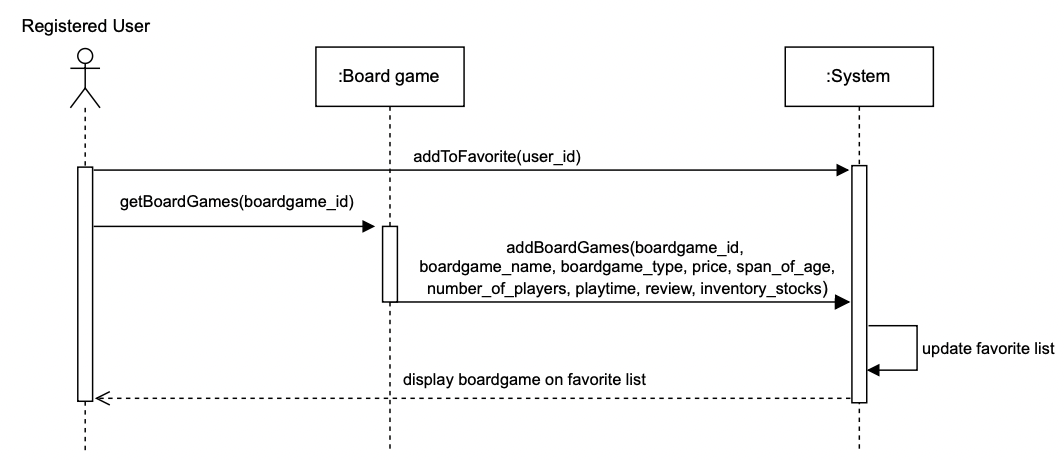 Registered User
:Board game
:System
addToFavorite(user_id)
getBoardGames(boardgame_id)
addBoardGames(boardgame_id,
boardgame_name, boardgame_type, price, span_of_age,
number_of_players, playtime, review, inventory_stocks)
update favorite list
display boardgame on favorite list